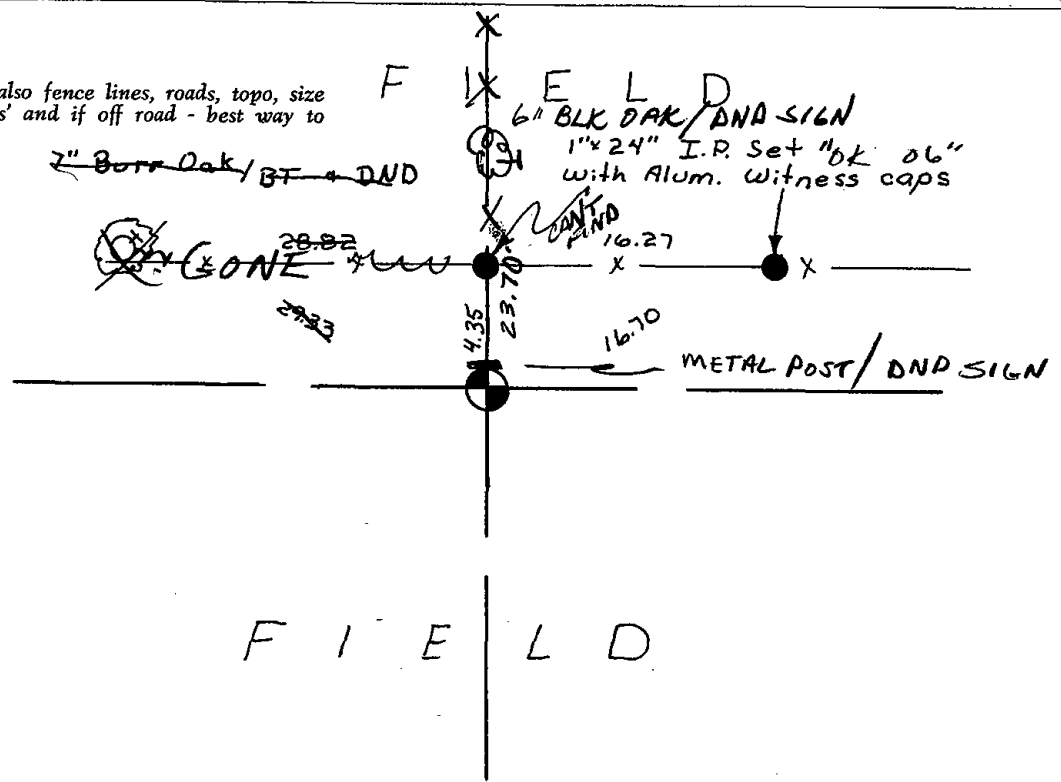 F I E L D
also fence lines, roads, topo, size
s' and if off road - best way to
6" BLK OAK/DND SIGN
1"x 24" I.P. Set "OK 06"
with Alum. Witness caps
7" Burr Oak/BT & DND
CAN'T FIND
28.82
16.27
GONE
29.33
4.35
23.70
16.70
METAL POST/DND SIGN
F I E L D